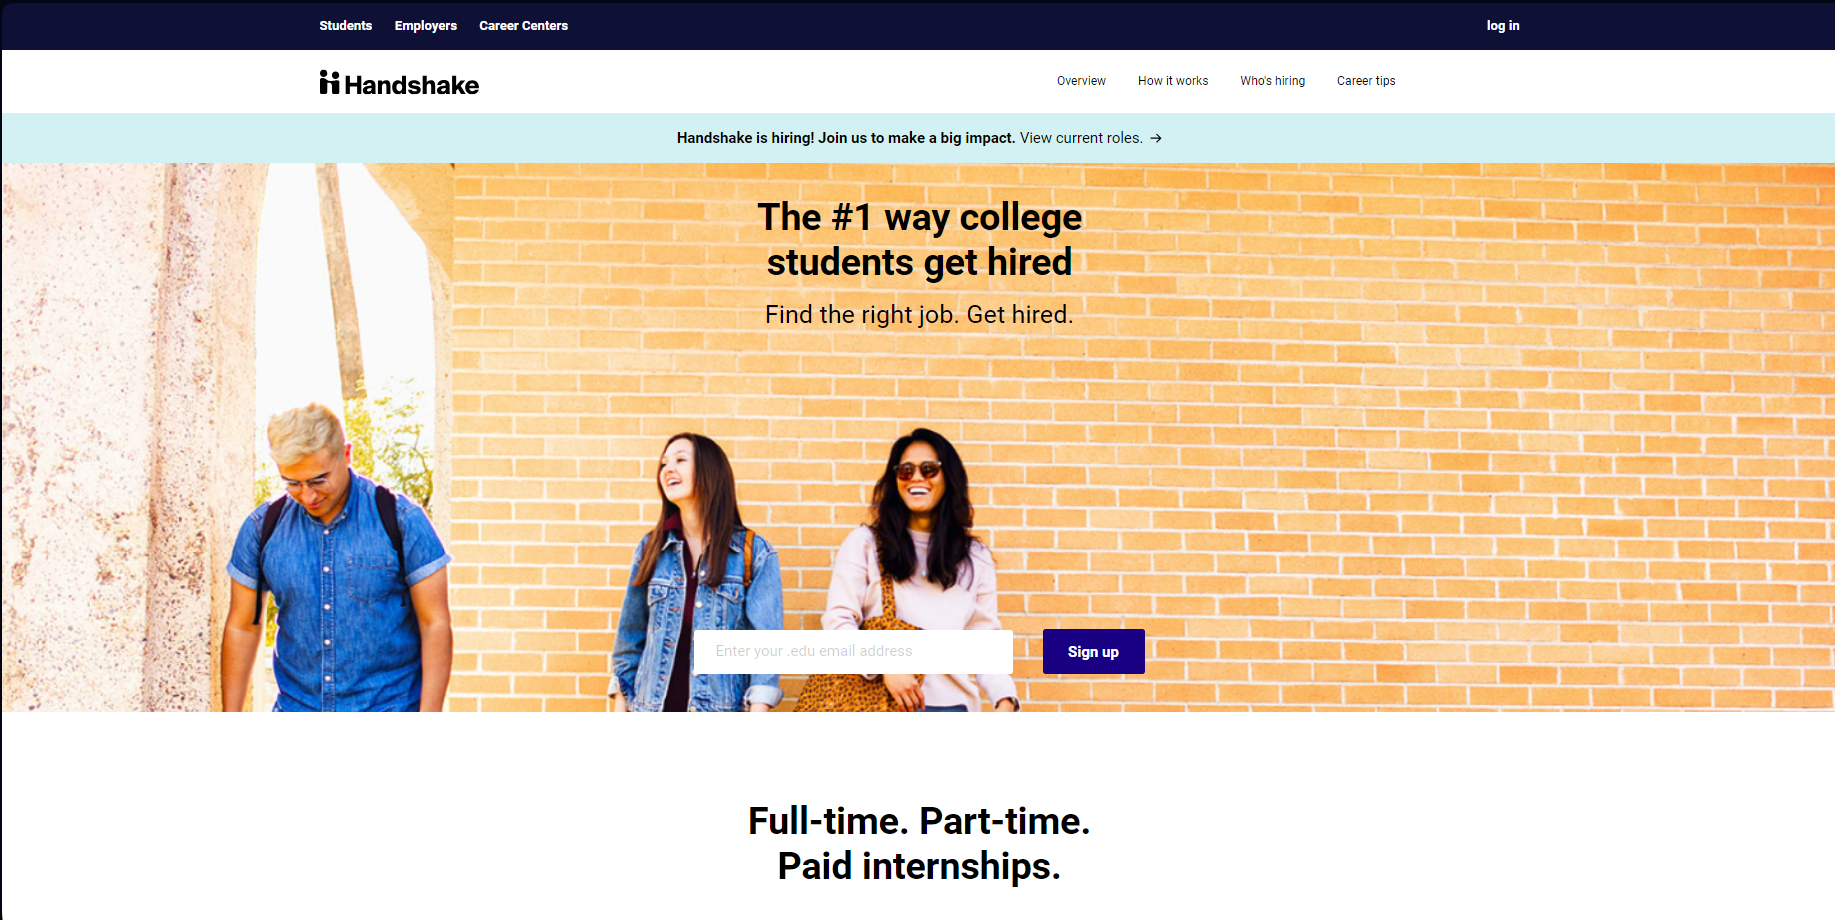 Students Employers Career Centers log in
Handshake Overview How it works Who's hiring Career tips
Handshake is hiring! Join us to make a big impact. View current roles. →
The #1 way college
students get hired
Find the right job. Get hired.
Enter your .edu email address Sign up
Full-time. Part-time.
Paid internships.